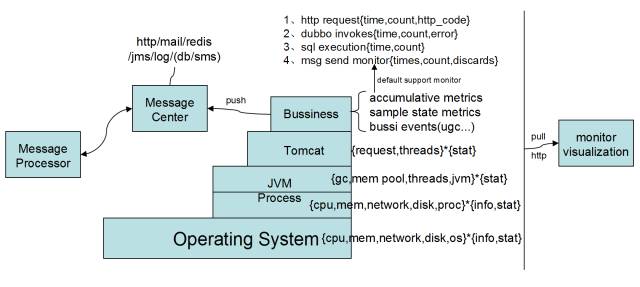 1、http request{time,count,http_code}
2、dubbo invokes{time,count,error}
3、sql execution{time,count}
4、msg send monitor{times,count,discards}
default support monitor
http/mail/redis
/jms/log/(db/sms)
Message
Center
push
Bussiness
accumulative metrics
sample state metrics
bussi events(ugc...)
Message
Processor
Tomcat
{request,threads}*{stat}
pull
http
monitor
visualization
JVM
{gc,mem pool,threads,jvm}*{stat}
Process
{cpu,mem,network,disk,proc}*{info,stat}
Operating System
{cpu,mem,network,disk,os}*{info,stat}